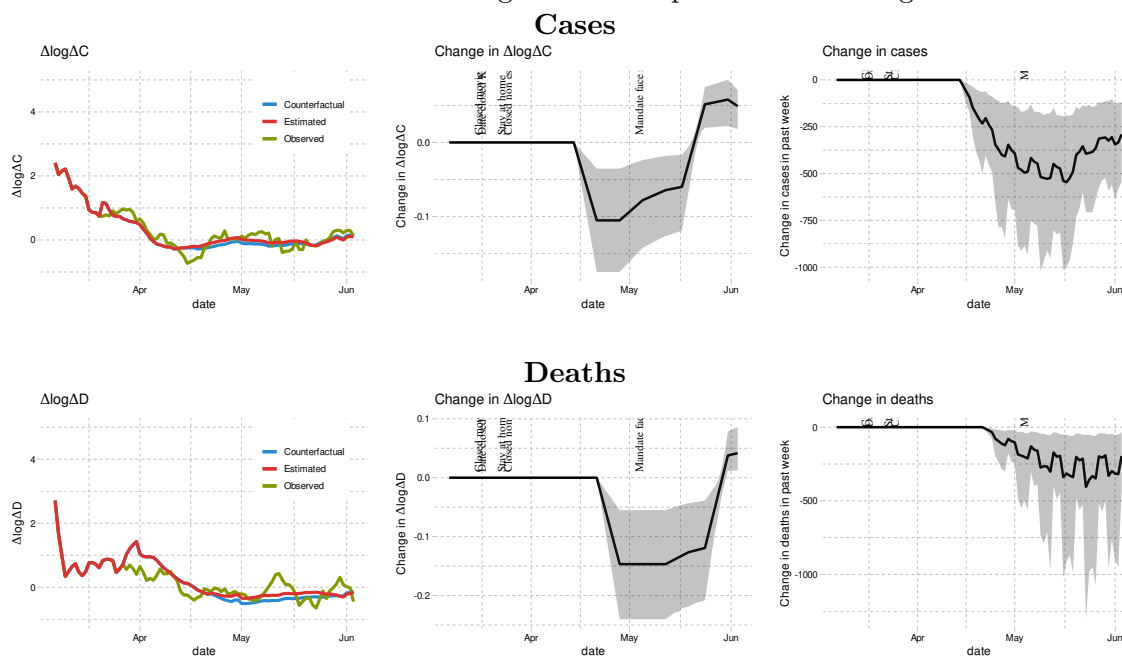 Cases
ΔlogΔC
4
2
0
ΔlogΔC
Counterfactual
Estimated
Observed
Apr
May
Jun
date
Change in ΔlogΔC
0.0
-0.1
Change in ΔlogΔC
Stay at home
Mandate face
Apr
May
Jun
date
Change in cases
0
-250
-500
-750
-1000
Change in cases in past week
M
Apr
May
Jun
date
Deaths
ΔlogΔD
4
2
0
ΔlogΔD
Counterfactual
Estimated
Observed
Apr
May
Jun
date
Change in ΔlogΔD
0.1
0.0
-0.1
-0.2
Change in ΔlogΔD
Date closed
Stay at hom
Closed non
Mandate fac
Apr
May
Jun
date
Change in deaths
0
-500
-1000
Change in deaths in past week
M
Apr
May
Jun
date